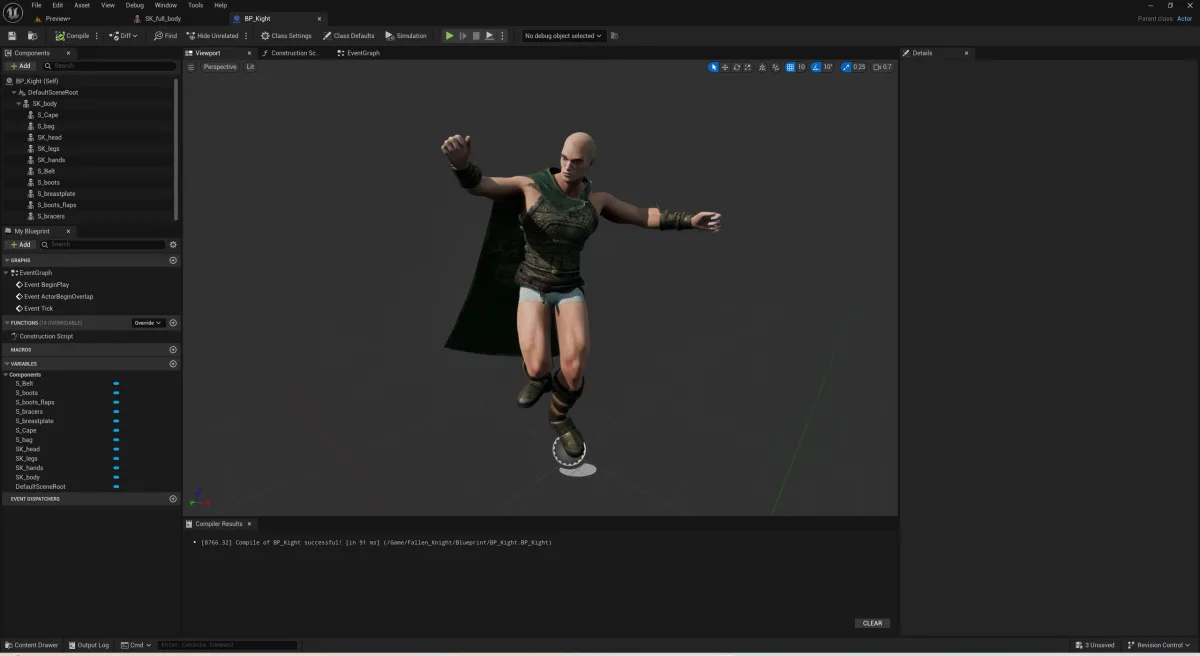 File Edit Asset View Debug Window Tools Help
Preview* SK_full_body BP_Kight
Parent class: Actor
Compile Diff Find Hide Unrelated Class Settings Class Defaults Simulation No debug object selected
Components Viewport Construction Sc... EventGraph Details
+ Add Search Perspective Lit 10 10° 0.25 0.7
BP_Kight (Self)
DefaultSceneRoot
SK_body
S_Cape
S_bag
SK_head
SK_legs
SK_hands
S_Belt
S_boots
S_breastplate
S_boots_flaps
S_bracers
My Blueprint
+ Add Search
GRAPHS
EventGraph
Event BeginPlay
Event ActorBeginOverlap
Event Tick
FUNCTIONS Override
Construction Script
MACROS
VARIABLES
Components
S_Belt
S_boots
S_boots_flaps
S_bracers
S_breastplate
S_Cape
S_bag
SK_head
SK_legs
SK_hands
SK_body
DefaultSceneRoot
EVENT DISPATCHERS
Compiler Results
[8766.32] Compile of BP_Kight successful! [in 91 ms] (/Game/Fallen_Knight/Blueprint/BP_Kight.BP_Kight)
CLEAR
Content Drawer Output Log Cmd Enter Console Command 3 Unsaved Revision Control